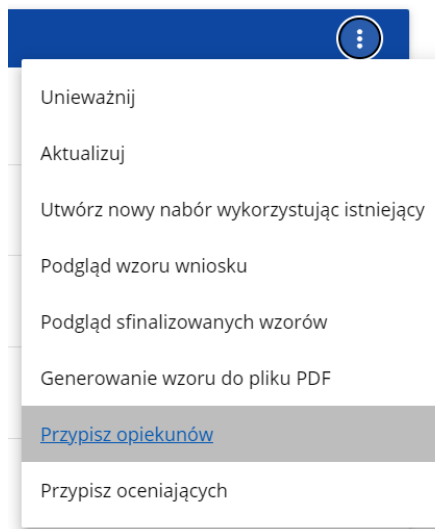 Unieważnij
Aktualizuj
Utwórz nowy nabór wykorzystując istniejący
Podgląd wzoru wniosku
Podgląd sfinalizowanych wzorów
Generowanie wzoru do pliku PDF
Przypisz opiekunów
Przypisz oceniających